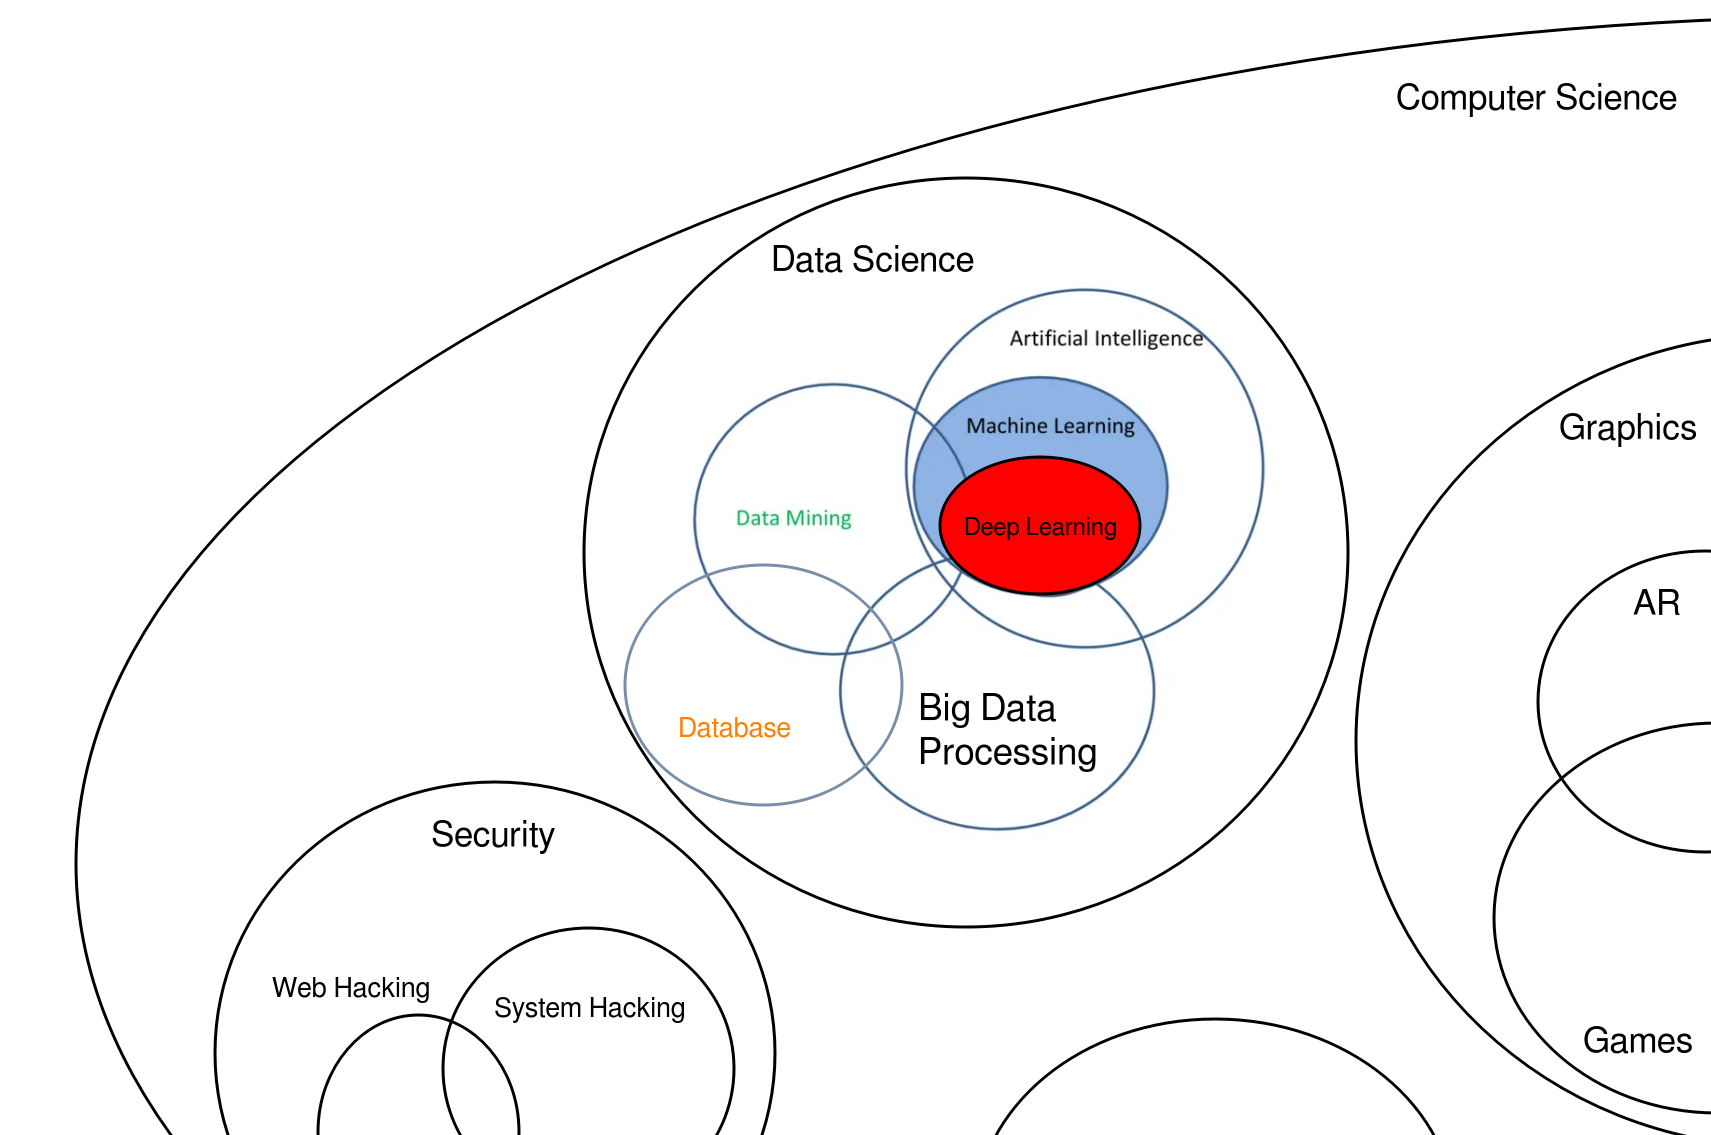 Computer Science
Data Science
Artificial Intelligence
Machine Learning
Graphics
Data Mining
Deep Learning
AR
Big Data
Processing
Database
Security
Web Hacking
System Hacking
Games